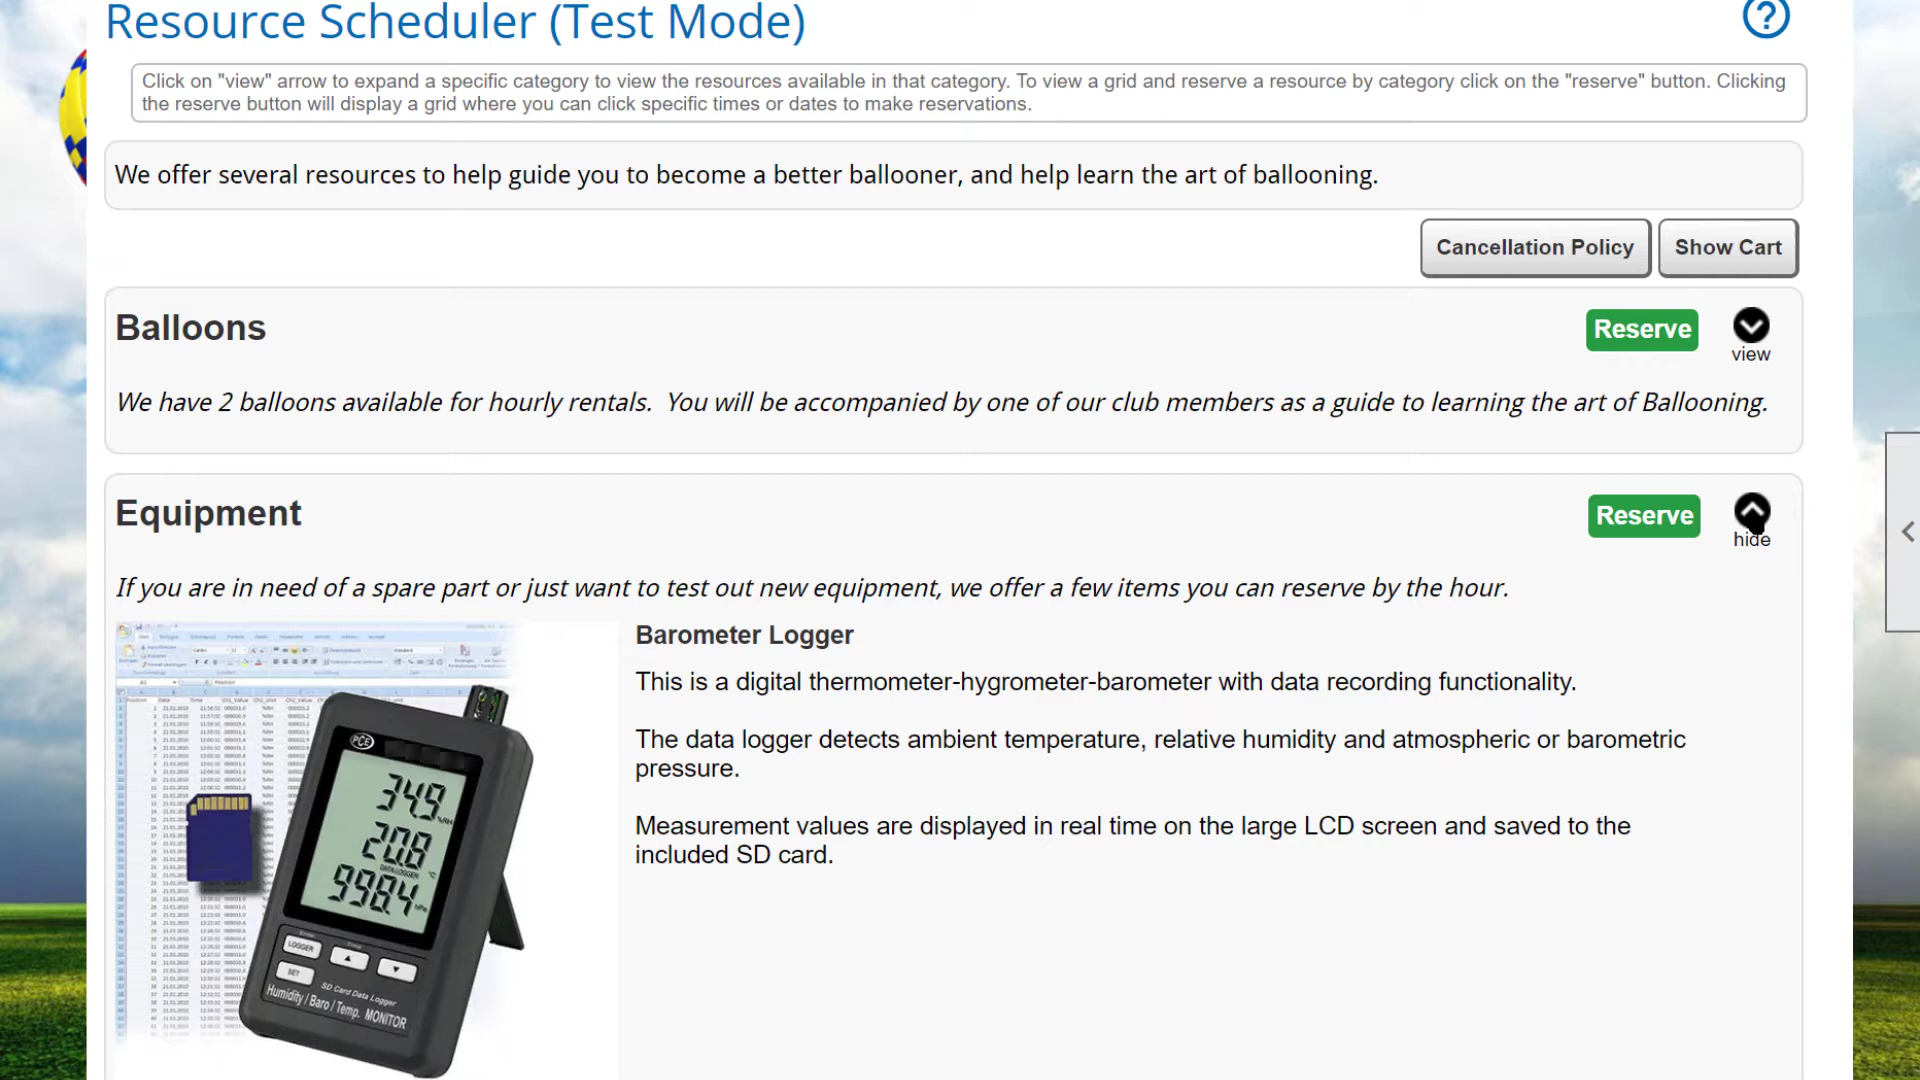 Resource Scheduler (Test Mode)
Click on "view" arrow to expand a specific category to view the resources available in that category. To view a grid and reserve a resource by category click on the "reserve" button. Clicking
the reserve button will display a grid where you can click specific times or dates to make reservations.
We offer several resources to help guide you to become a better ballooner, and help learn the art of ballooning.
Cancellation Policy
Show Cart
Balloons
Reserve
view
We have 2 balloons available for hourly rentals.  You will be accompanied by one of our club members as a guide to learning the art of Ballooning.
Equipment
Reserve
hide
If you are in need of a spare part or just want to test out new equipment, we offer a few items you can reserve by the hour.
Barometer Logger
This is a digital thermometer-hygrometer-barometer with data recording functionality.
The data logger detects ambient temperature, relative humidity and atmospheric or barometric
pressure.
Measurement values are displayed in real time on the large LCD screen and saved to the
included SD card.
PCE
34.9 %RH
20.8 °C
DATALOGGER
998.4 hPa
LOGGER
SET
SD Card Data Logger
Humidity / Baro / Temp. MONITOR